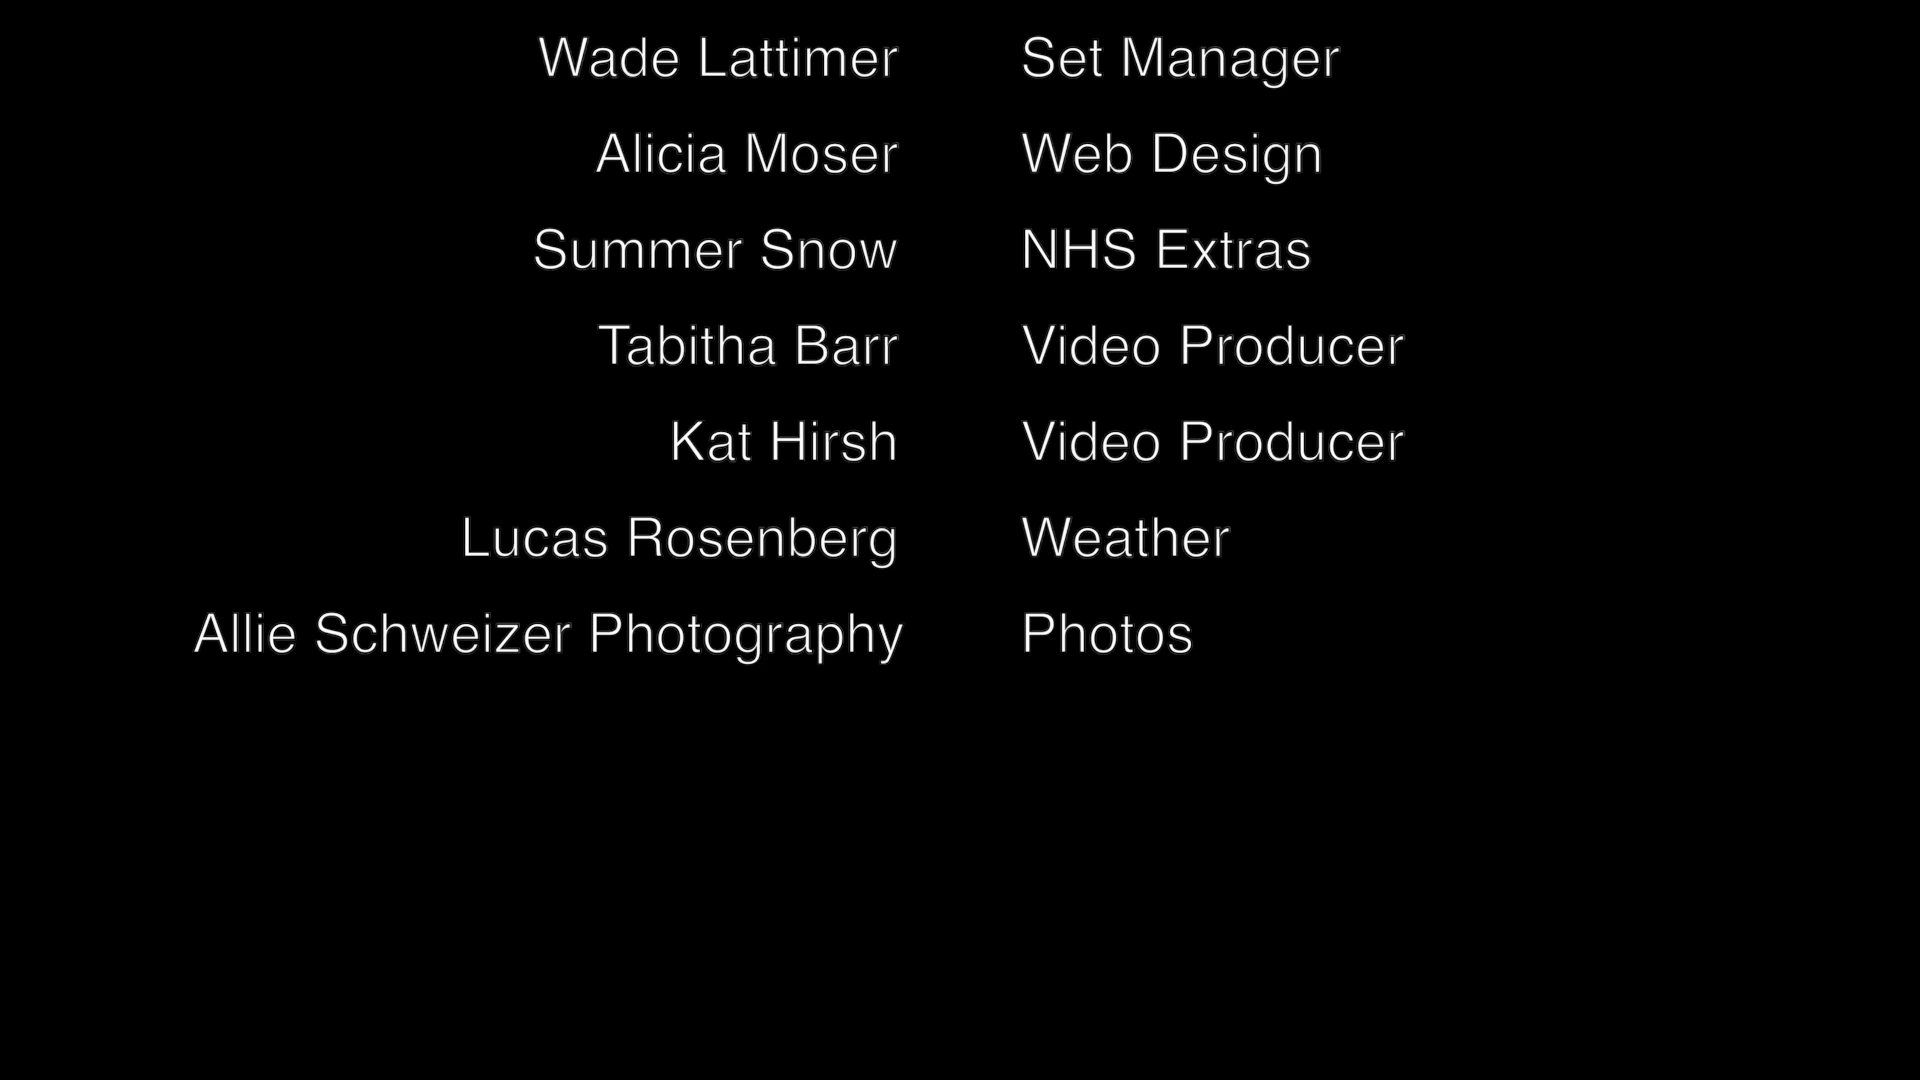 Wade Lattimer Set Manager
Alicia Moser Web Design
Summer Snow NHS Extras
Tabitha Barr Video Producer
Kat Hirsh Video Producer
Lucas Rosenberg Weather
Allie Schweizer Photography Photos